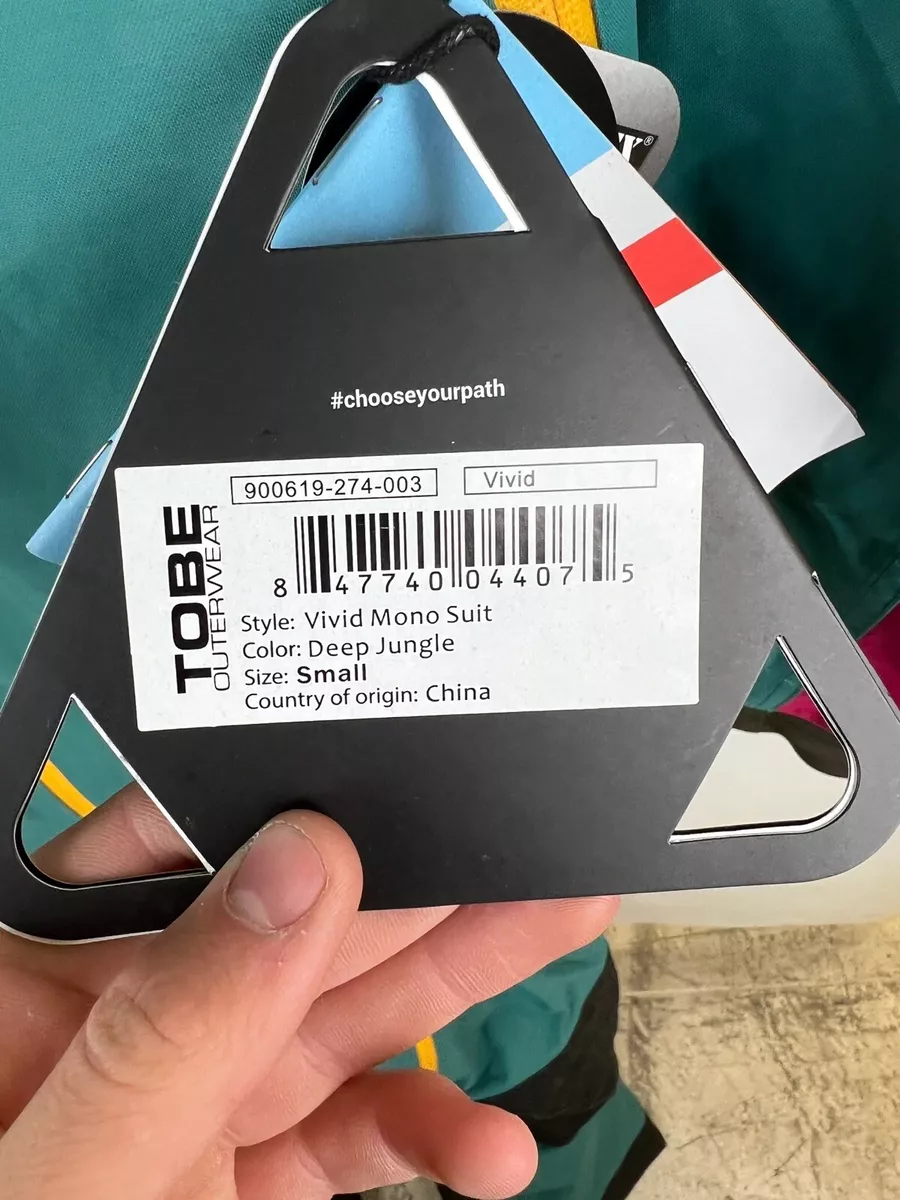 #chooseyourpath
900619-274-003
Vivid
TOBE
OUTERWEAR
8 47740 04407 5
Style: Vivid Mono Suit
Color: Deep Jungle
Size: Small
Country of origin: China